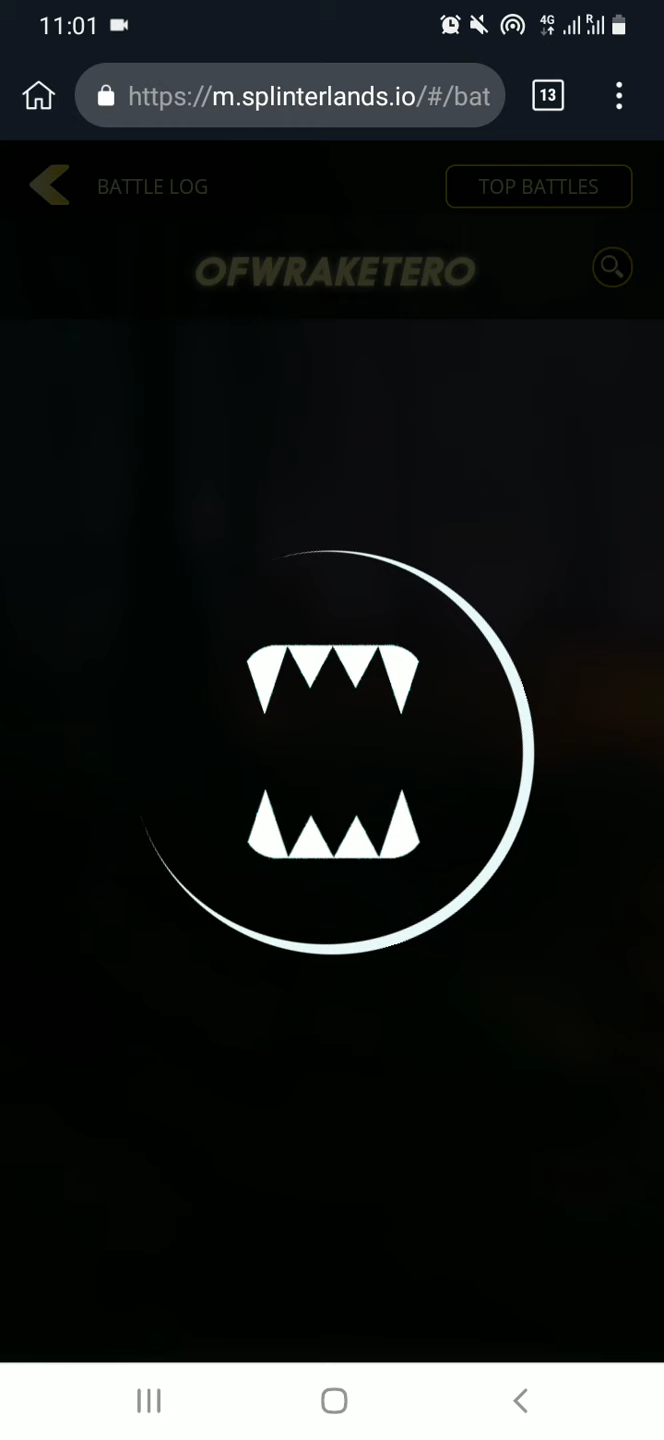 11:01
4G
R
https://m.splinterlands.io/#/bat
13
BATTLE LOG
TOP BATTLES
OFWRAKETERO